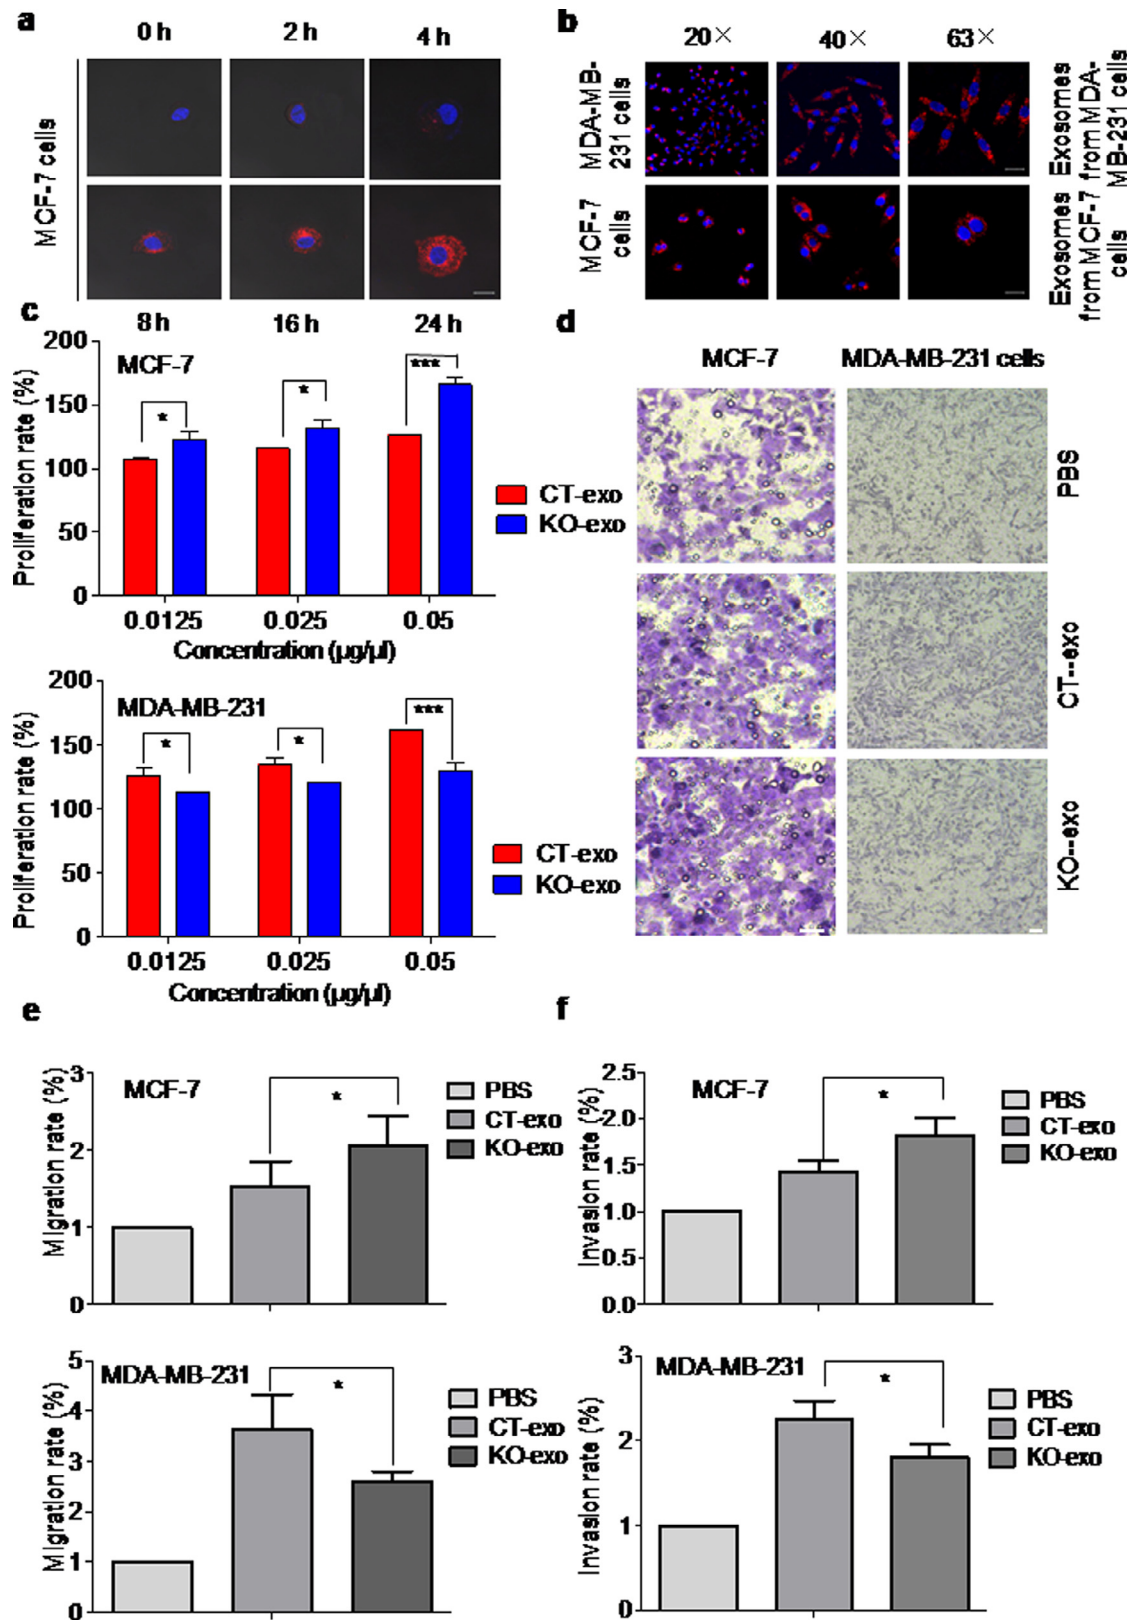 a
0 h
2 h
4 h
MCF-7 cells
8 h
16 h
24 h
b
20×
40×
63×
MDA-MB-
231 cells
MCF-7
cells
Exosomes
from MDA-
MB-231 cells
Exosomes
from MCF-7
cells
c
200
150
100
50
0
Proliferation rate (%)
MCF-7
*
*
***
CT-exo
KO-exo
0.0125
0.025
0.05
Concentration (µg/µl)
200
150
100
50
0
Proliferation rate (%)
MDA-MB-231
*
*
***
CT-exo
KO-exo
0.0125
0.025
0.05
Concentration (µg/µl)
d
MCF-7
MDA-MB-231 cells
PBS
CT--exo
KO--exo
e
3
2
1
0
Migration rate (%)
MCF-7
*
PBS
CT-exo
KO-exo
5
4
3
2
1
0
Migration rate (%)
MDA-MB-231
*
PBS
CT-exo
KO-exo
f
2.5
2.0
1.5
1.0
0.5
0.0
Invasion rate (%)
MCF-7
*
PBS
CT-exo
KO-exo
3
2
1
0
Invasion rate (%)
MDA-MB-231
*
PBS
CT-exo
KO-exo